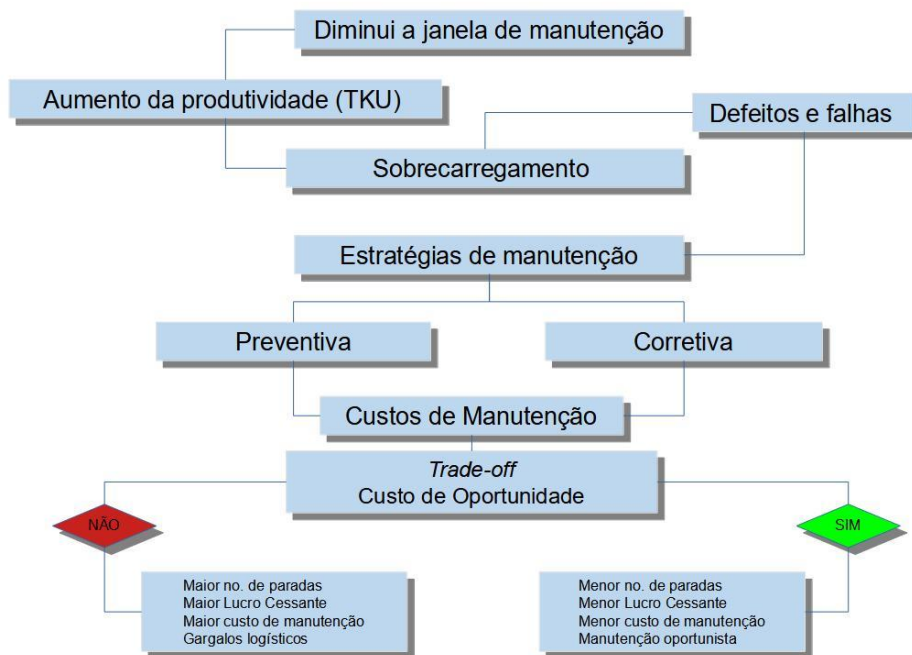 Diminui a janela de manutenção
Aumento da produtividade (TKU)
Defeitos e falhas
Sobrecarregamento
Estratégias de manutenção
Preventiva
Corretiva
Custos de Manutenção
Trade-off
Custo de Oportunidade
NÃO
SIM
Maior no. de paradas
Maior Lucro Cessante
Maior custo de manutenção
Gargalos logísticos
Menor no. de paradas
Menor Lucro Cessante
Menor custo de manutenção
Manutenção oportunista